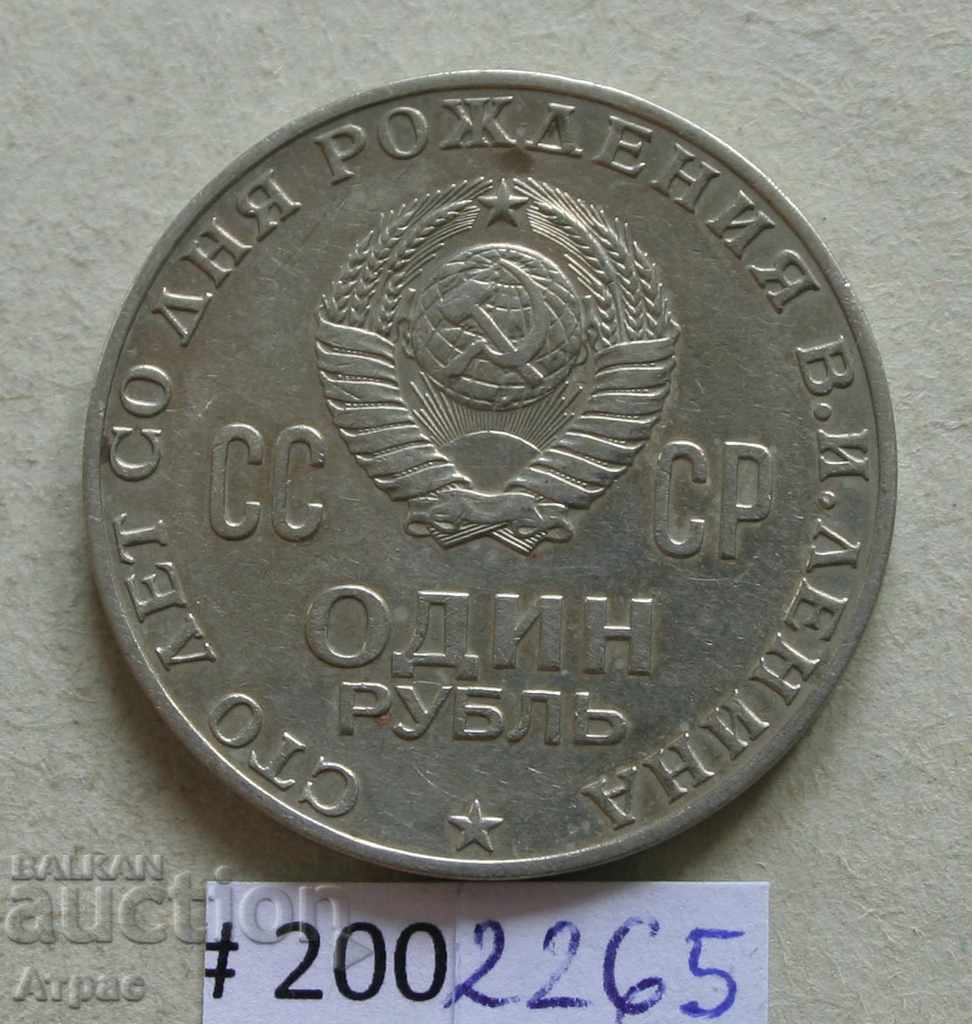 СТО ЛЕТ СО ДНЯ РОЖДЕНИЯ В.И.ЛЕНИНА
СС СР
ОДИН
РУБЛЬ
BALKAN
auction
Атрас
# 2002265